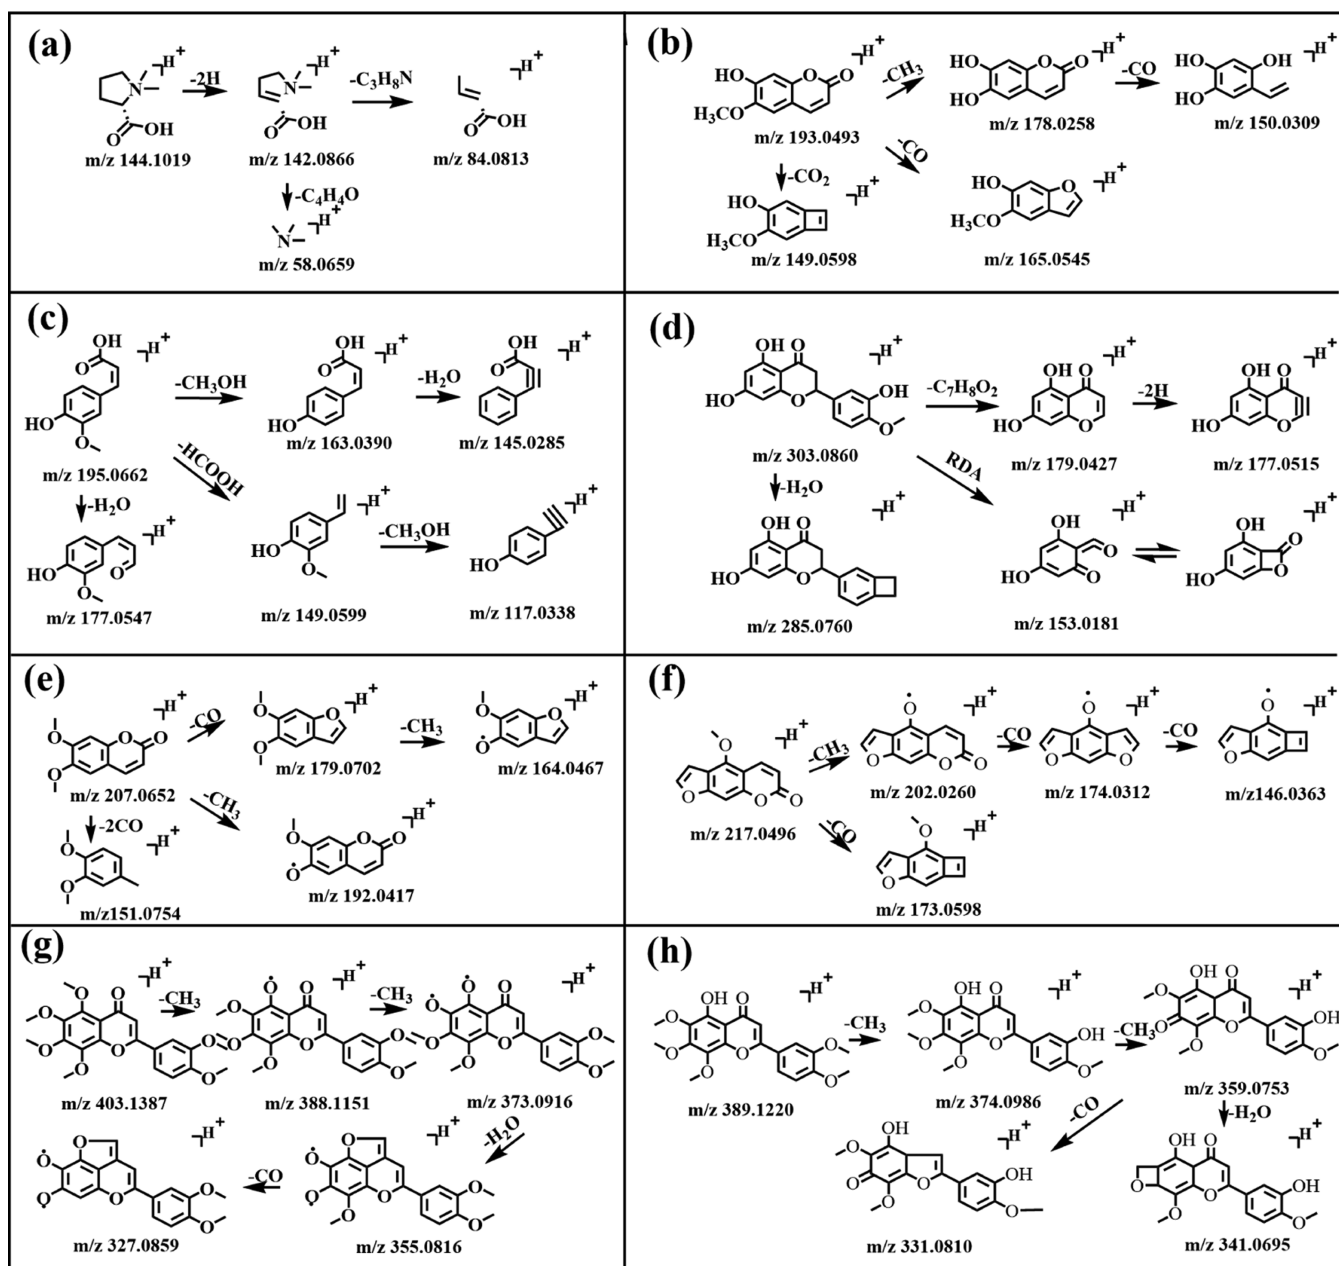 (a)
⌝H⁺
-2H
⌝H⁺
-C₃H₈N
⌝H⁺
N
O
OH
N
O
OH
O
OH
m/z 144.1019
m/z 142.0866
m/z 84.0813
-C₄H₄O
N
⌝H⁺
m/z 58.0659
(b)
⌝H⁺
HO
O
O
H₃CO
-CH₃
HO
HO
O
O
⌝H⁺
-CO
HO
OH
HO
⌝H⁺
m/z 193.0493
m/z 178.0258
m/z 150.0309
-CO₂
-CO
HO
H₃CO
⌝H⁺
HO
H₃CO
O
⌝H⁺
m/z 149.0598
m/z 165.0545
(c)
OH
O
⌝H⁺
HO
O
-CH₃OH
OH
O
⌝H⁺
HO
-H₂O
OH
O
⌝H⁺
m/z 195.0662
m/z 163.0390
m/z 145.0285
-HCOOH
-H₂O
⌝H⁺
HO
O
O
⌝H⁺
HO
O
-CH₃OH
⌝H⁺
HO
m/z 177.0547
m/z 149.0599
m/z 117.0338
(d)
OH
O
⌝H⁺
HO
O
OH
O
-C₇H₈O₂
OH
O
⌝H⁺
HO
O
-2H
OH
O
⌝H⁺
HO
O
m/z 303.0860
m/z 179.0427
m/z 177.0515
-H₂O
RDA
OH
O
⌝H⁺
HO
O
OH
⌝H⁺
O
HO
O
OH
⌝H⁺
O
HO
O
m/z 285.0760
m/z 153.0181
(e)
⌝H⁺
O
O
O
O
-CO
O
O
O
⌝H⁺
-CH₃
O
O
O
⌝H⁺
m/z 207.0652
m/z 179.0702
m/z 164.0467
-2CO
-CH₃
O
O
⌝H⁺
O
O
O
O
⌝H⁺
m/z151.0754
m/z 192.0417
(f)
O
⌝H⁺
O
O
O
-CH₃
O
⌝H⁺
O
O
O
-CO
O
⌝H⁺
O
O
-CO
O
⌝H⁺
O
m/z 217.0496
m/z 202.0260
m/z 174.0312
m/z146.0363
-CO
O
⌝H⁺
O
m/z 173.0598
(g)
O
O
⌝H⁺
O
O
O
O
O
O
-CH₃
O
O
⌝H⁺
O
O
O
O
O
O
-CH₃
O
O
⌝H⁺
O
O
O
O
O
O
m/z 403.1387
m/z 388.1151
m/z 373.0916
-H₂O
O
⌝H⁺
O
O
O
O
O
-CO
O
⌝H⁺
O
O
O
O
O
O
m/z 327.0859
m/z 355.0816
(h)
OH
O
⌝H⁺
O
O
O
O
O
O
-CH₃
OH
O
⌝H⁺
O
O
O
O
OH
O
-CH₃
OH
O
⌝H⁺
O
O
O
O
OH
O
m/z 389.1220
m/z 374.0986
m/z 359.0753
-CO
-H₂O
OH
⌝H⁺
O
O
O
O
OH
O
OH
O
⌝H⁺
O
O
O
OH
O
m/z 331.0810
m/z 341.0695